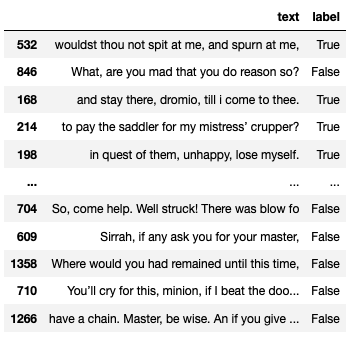 text label
532 wouldst thou not spit at me, and spurn at me, True
846 What, are you mad that you do reason so? False
168 and stay there, dromio, till i come to thee. True
214 to pay the saddler for my mistress’ crupper? True
198 in quest of them, unhappy, lose myself. True
... ... ...
704 So, come help. Well struck! There was blow fo False
609 Sirrah, if any ask you for your master, False
1358 Where would you had remained until this time, False
710 You’ll cry for this, minion, if I beat the doo... False
1266 have a chain. Master, be wise. An if you give ... False